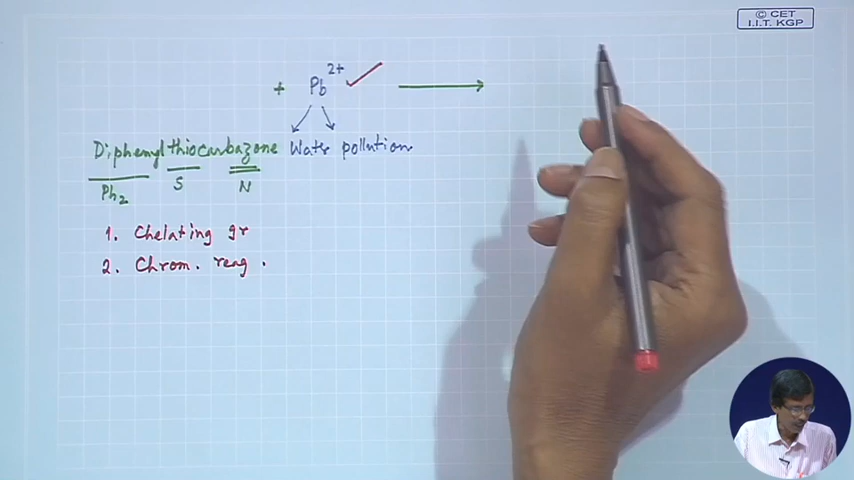 © CET
I.I.T. KGP
+ Pb2+
Diphenylthiocarbazone Water pollution
Ph2 S N
1. Chelating gr
2. Chrom. reag.